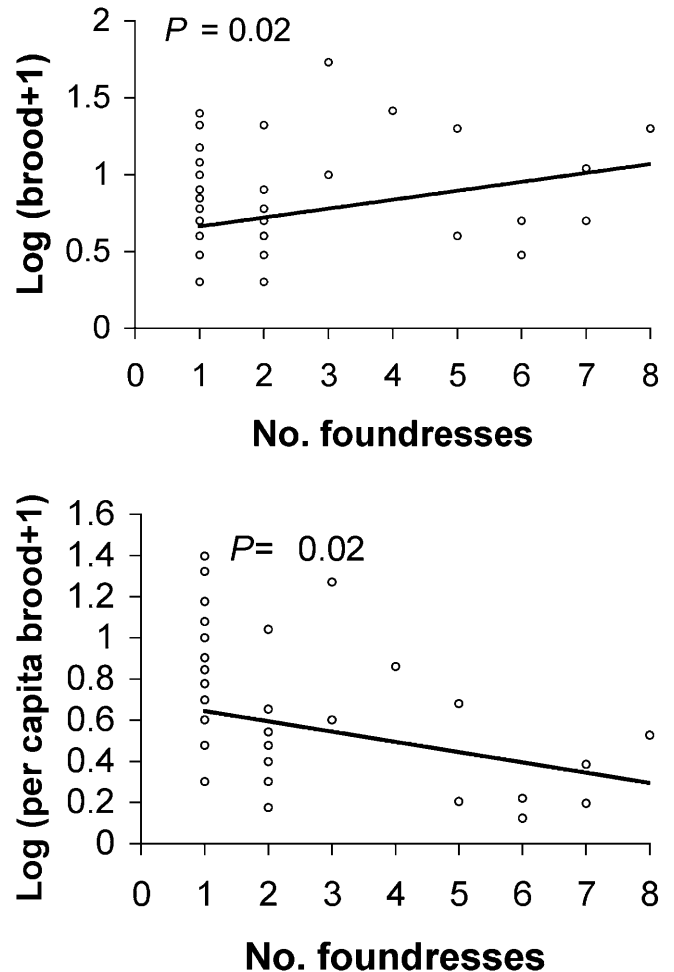 2
P = 0.02
1.5
1
0.5
0
Log (brood+1)
0 1 2 3 4 5 6 7 8
No. foundresses
1.6
1.4
P= 0.02
1.2
1
0.8
0.6
0.4
0.2
0
Log (per capita brood+1)
0 1 2 3 4 5 6 7 8
No. foundresses